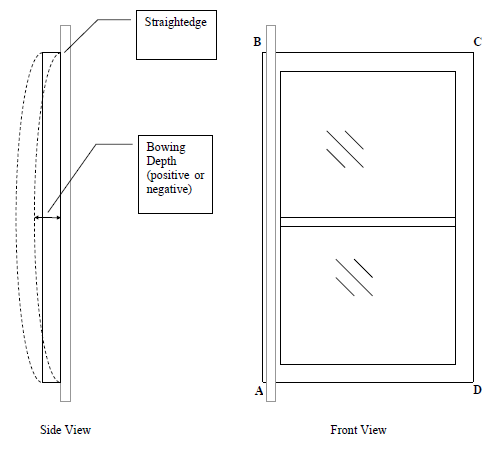 Straightedge
B
C
Bowing
Depth
(positive or
negative)
A
D
Side View
Front View